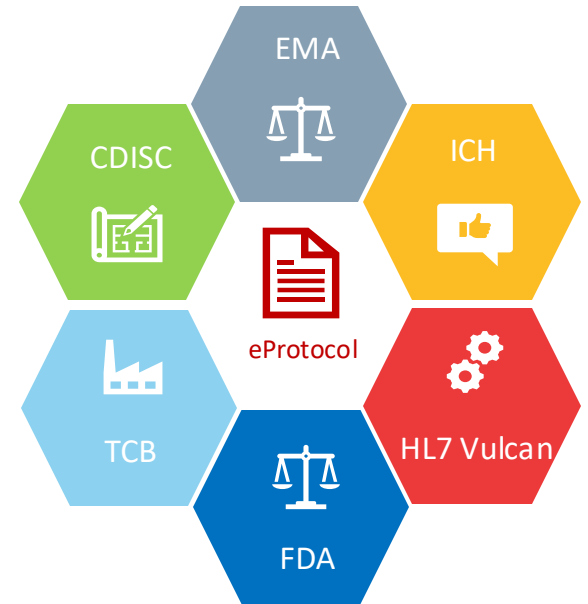 EMA
CDISC
ICH
eProtocol
TCB
HL7 Vulcan
FDA